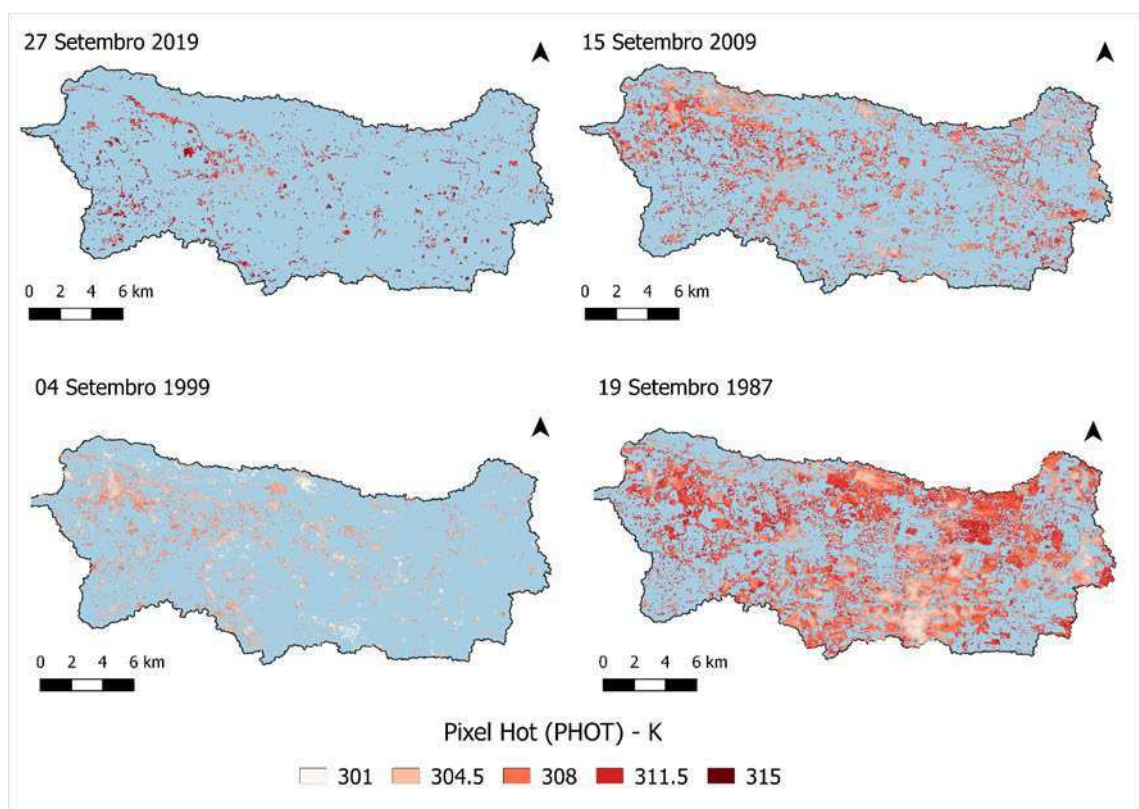 27 Setembro 2019
15 Setembro 2009
0 2 4 6 km
0 2 4 6 km
04 Setembro 1999
19 Setembro 1987
0 2 4 6 km
0 2 4 6 km
Pixel Hot (PHOT) - K
301 304.5 308 311.5 315